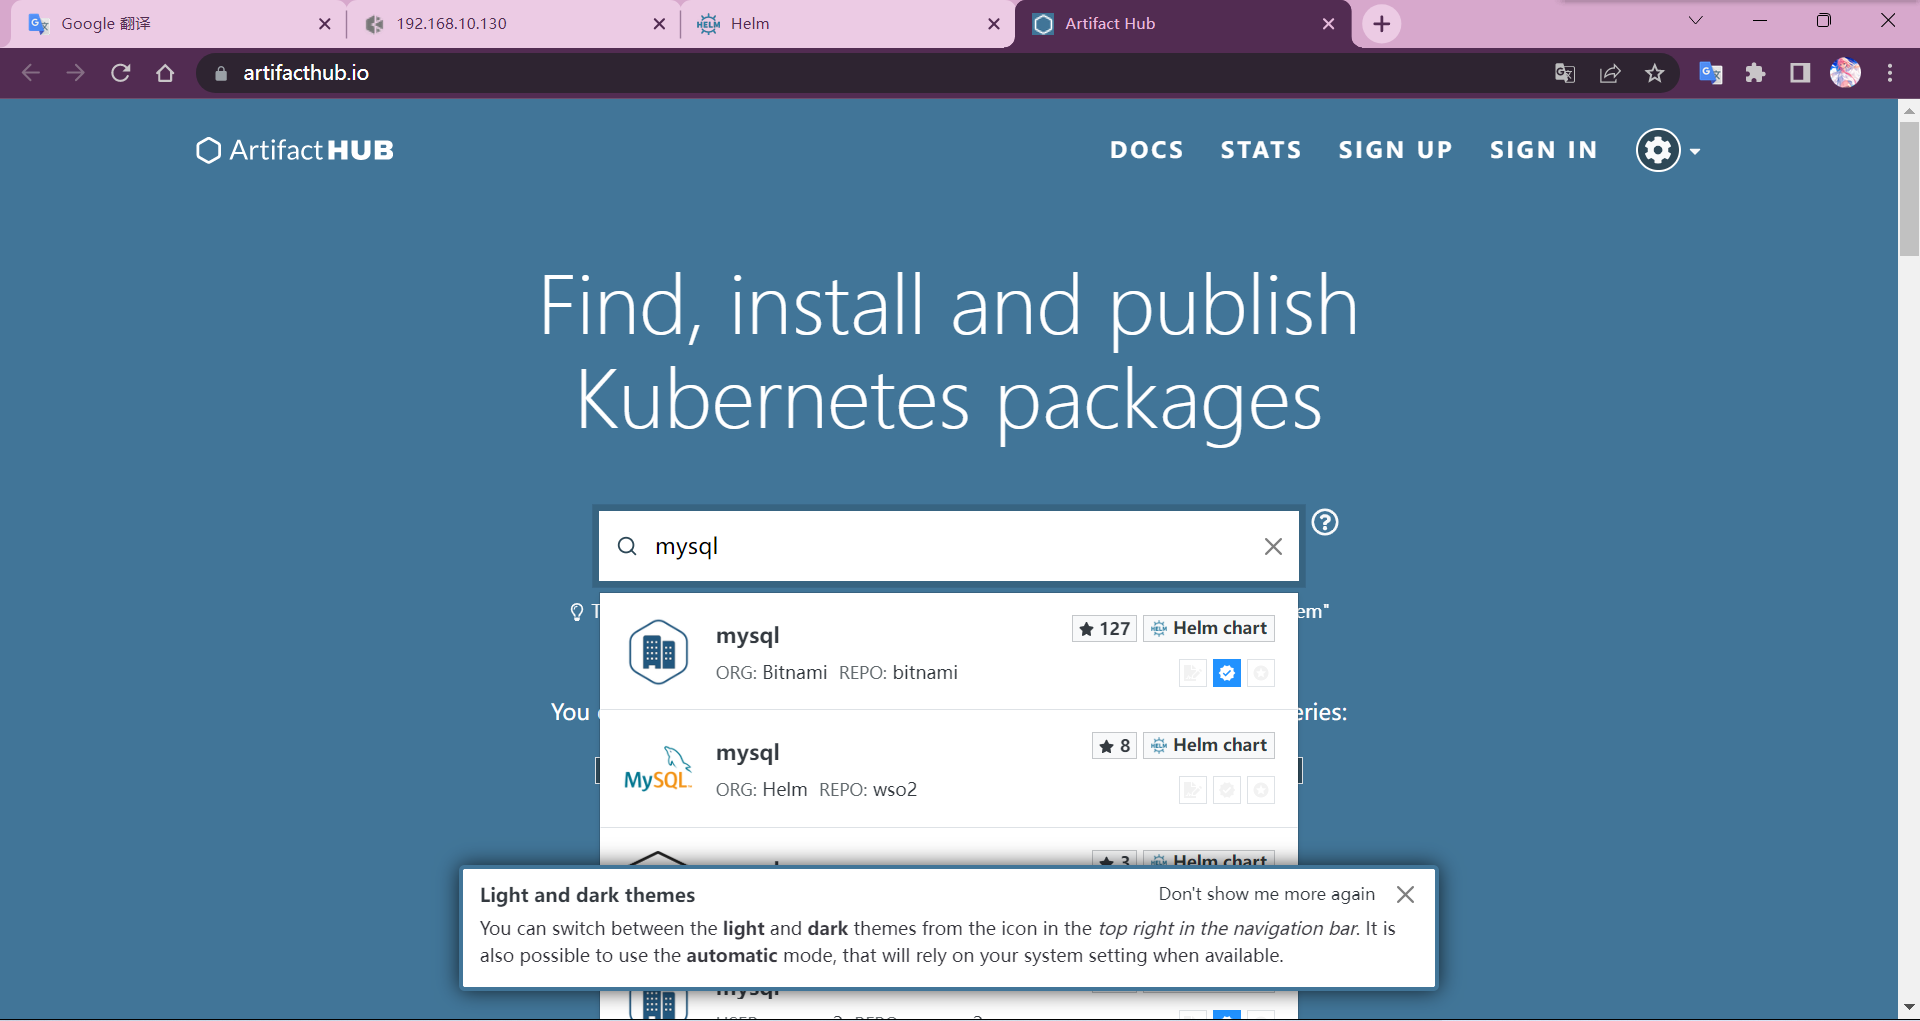 Google 翻译
192.168.10.130
Helm
Artifact Hub
artifacthub.io
Artifact HUB
DOCS STATS SIGN UP SIGN IN
Find, install and publish
Kubernetes packages
mysql
em"
mysql
127
HELM Helm chart
ORG: Bitnami REPO: bitnami
You
eries:
mysql
8
HELM Helm chart
MySQL
ORG: Helm REPO: wso2
3
HELM Helm chart
Light and dark themes
Don't show me more again
You can switch between the light and dark themes from the icon in the top right in the navigation bar. It is
also possible to use the automatic mode, that will rely on your system setting when available.
mysql